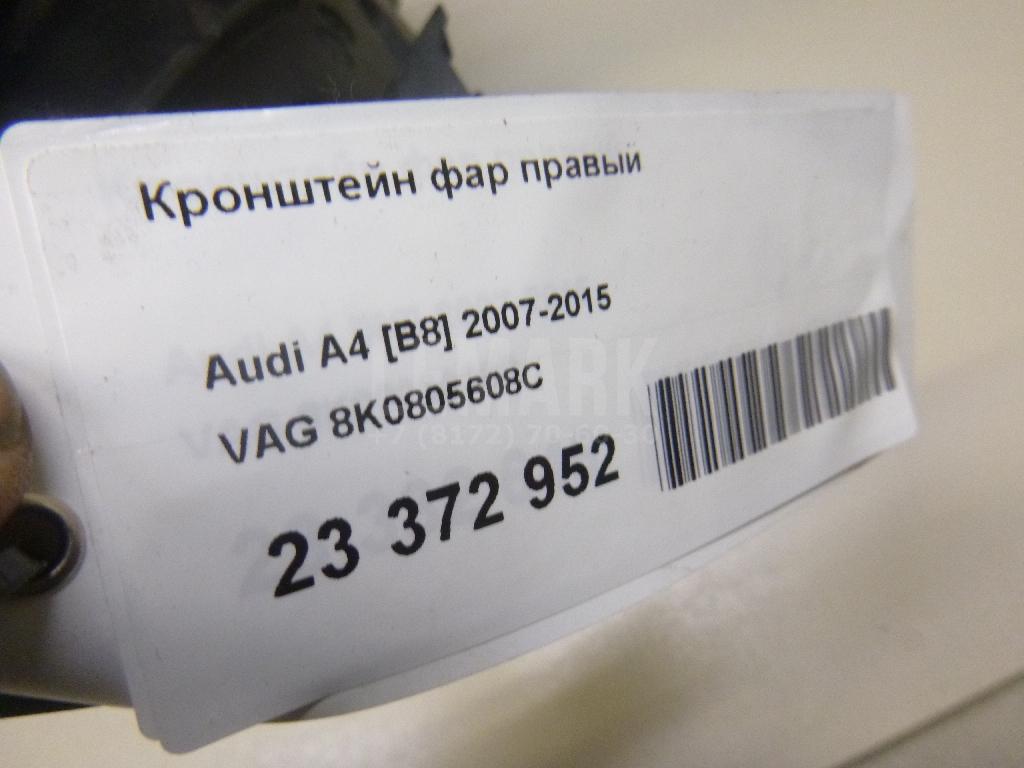 Кронштейн фар правый
Audi A4 [B8] 2007-2015
VAG 8K0805608C
23 372 952